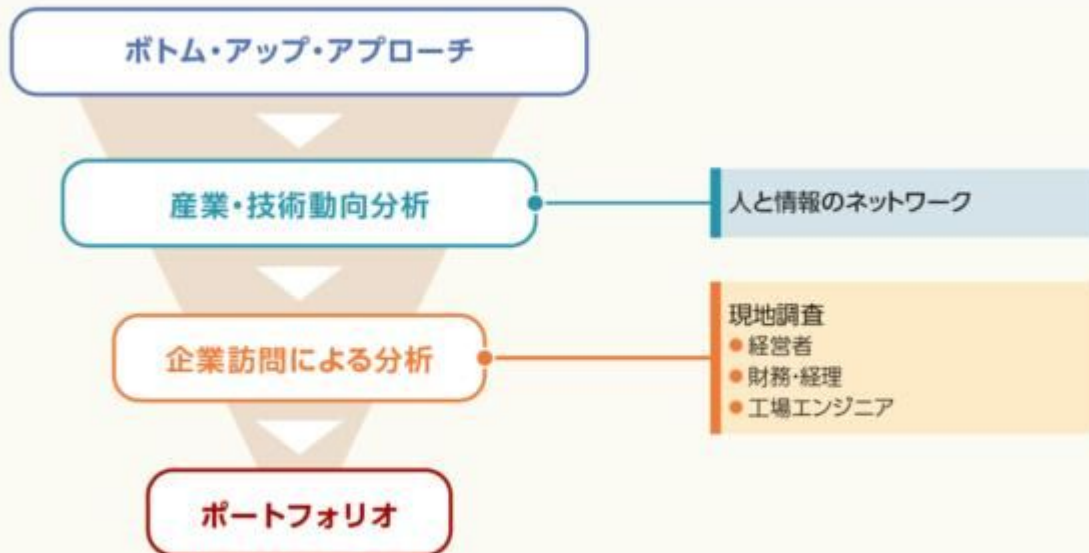 ボトム・アップ・アプローチ
産業・技術動向分析
人と情報のネットワーク
企業訪問による分析
現地調査
●経営者
●財務・経理
●工場エンジニア
ポートフォリオ